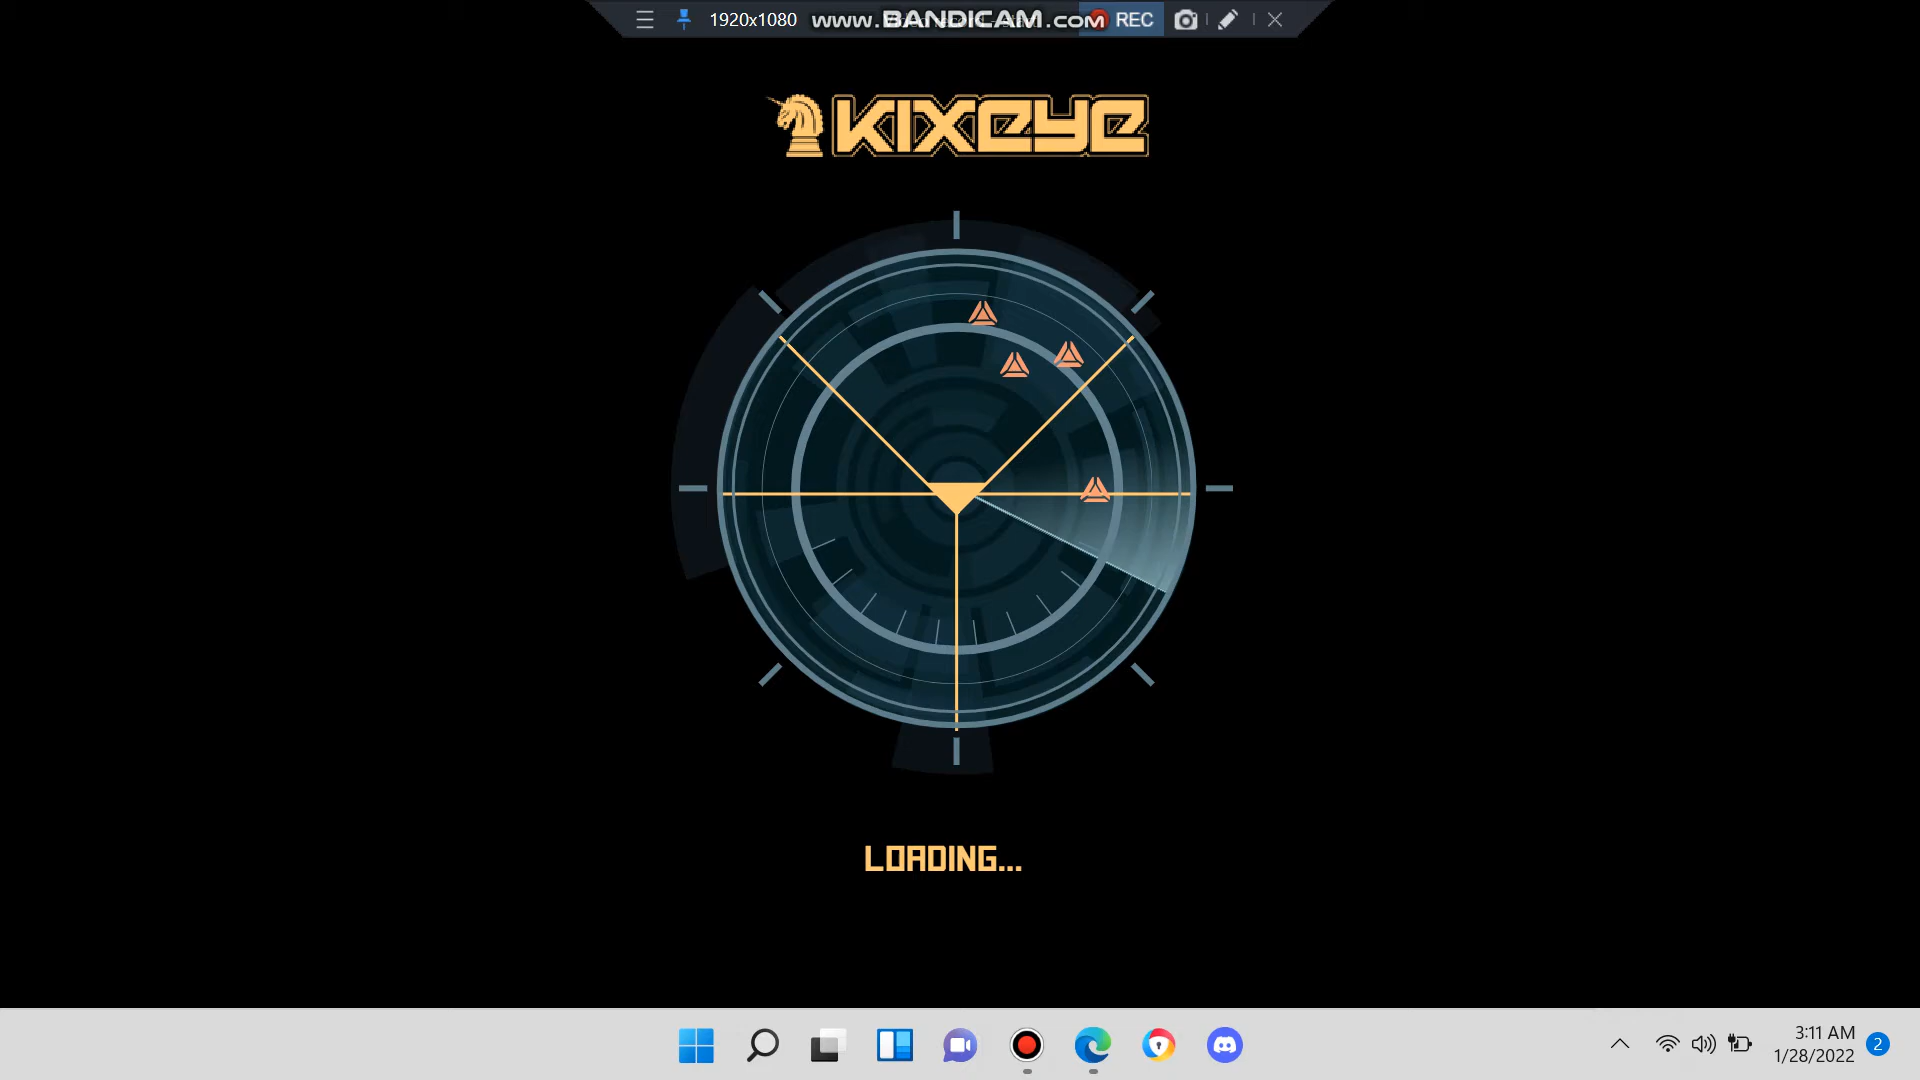 1920x1080
www.BANDICAM.COM
REC
KIXEYE
LOADING...
3:11 AM
1/28/2022
2